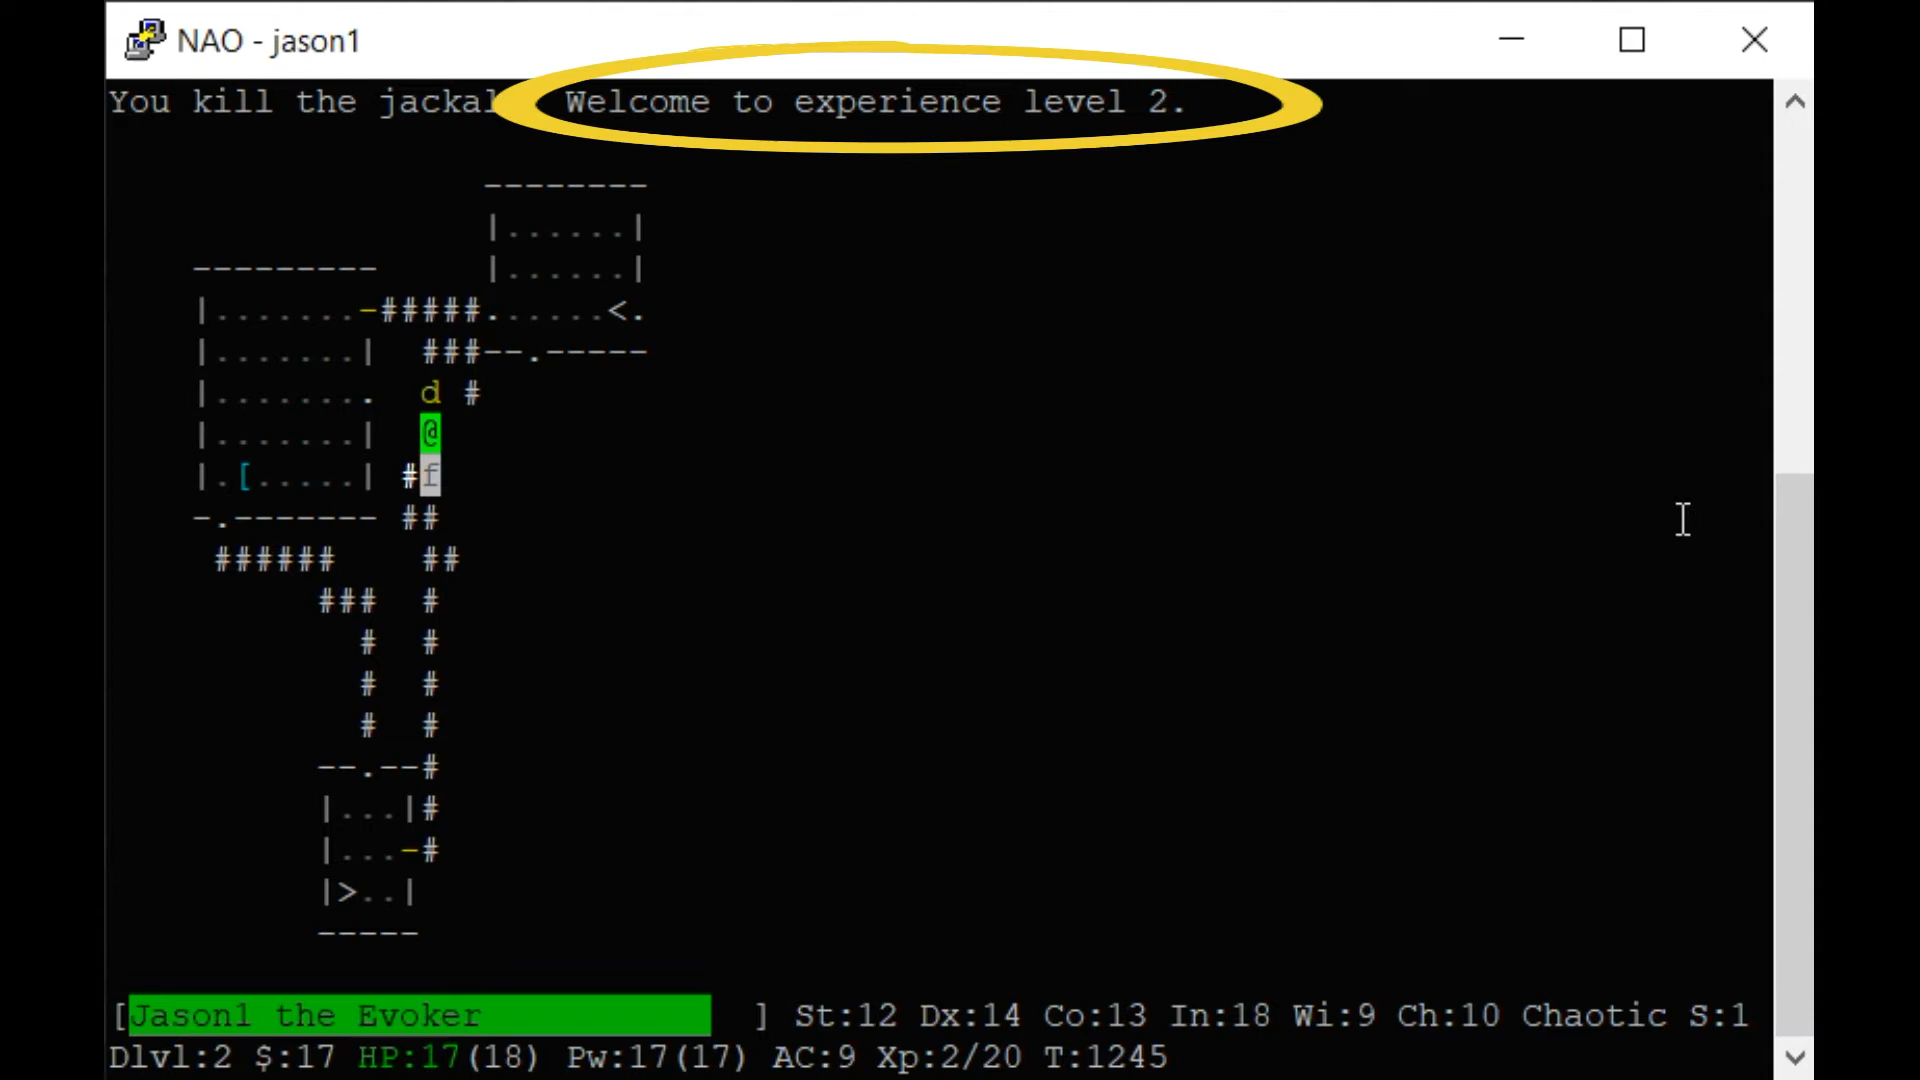 NAO - jason1
You kill the jackal Welcome to experience level 2.
--------
|......|
--------- |......|
|.......-#####......<.
|.......| ###--.-----
|........ d #
|.......| @
|.[.....| #f
-.------- ##
###### ##
### #
# #
# #
# #
--.--#
|...|#
|...-#
|>..|
-----
[Jason1 the Evoker ] St:12 Dx:14 Co:13 In:18 Wi:9 Ch:10 Chaotic S:1
Dlvl:2 $:17 HP:17(18) Pw:17(17) AC:9 Xp:2/20 T:1245